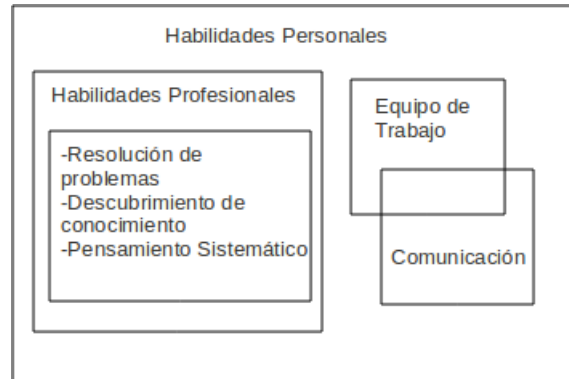 Habilidades Personales
Habilidades Profesionales
-Resolución de
problemas
-Descubrimiento de
conocimiento
-Pensamiento Sistemático
Equipo de
Trabajo
Comunicación